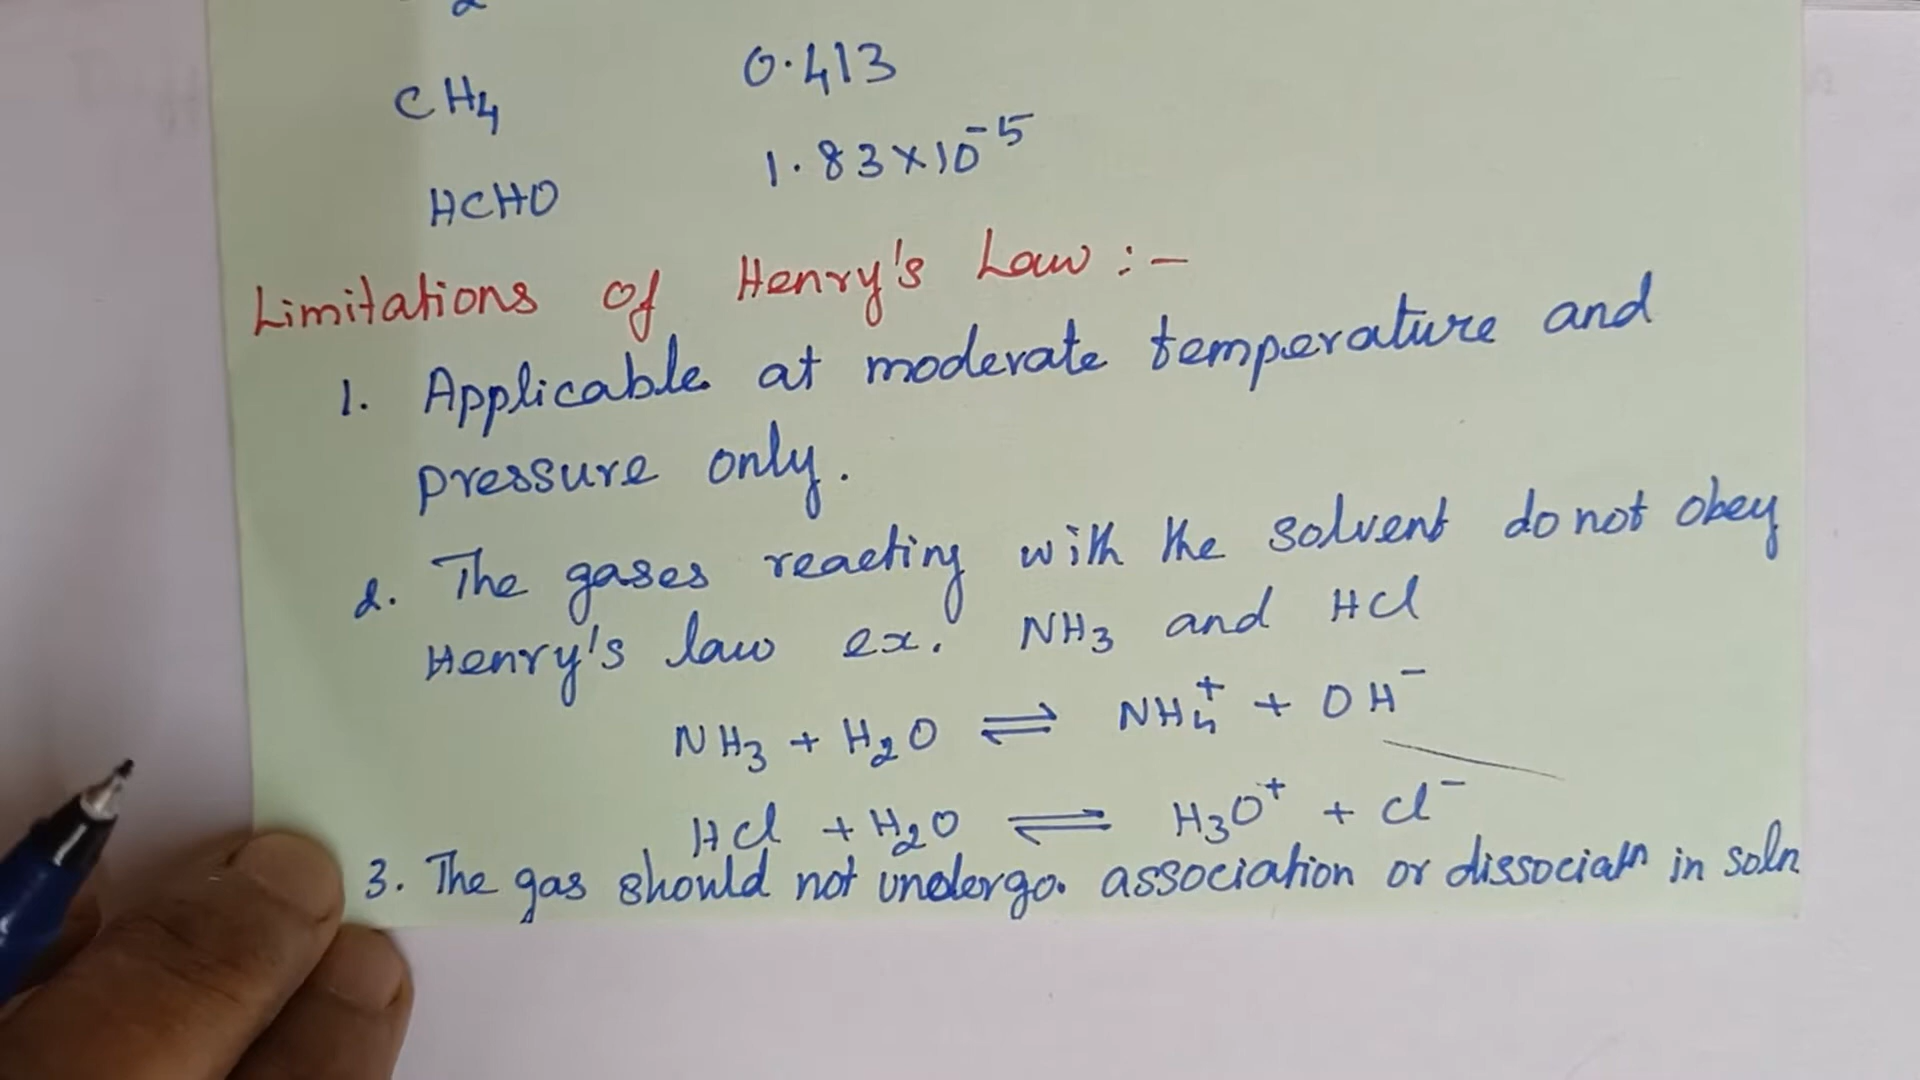 CH₄ 0.413
HCHO 1.83×10⁻⁵
Limitations of Henry's Law :-
1. Applicable at moderate temperature and
pressure only.
2. The gases reacting with the solvent do not obey
Henry's law ex. NH₃ and HCl
NH₃ + H₂O ⇌ NH₄⁺ + OH⁻
HCl + H₂O ⇌ H₃O⁺ + Cl⁻
3. The gas should not undergo association or dissociatn in soln